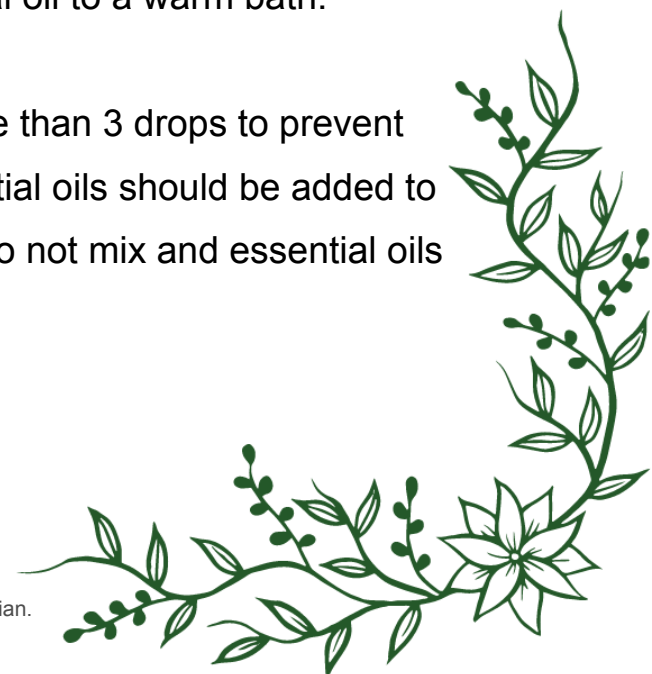 al oil to a warm bath.
e than 3 drops to prevent
tial oils should be added to
o not mix and essential oils
ian.